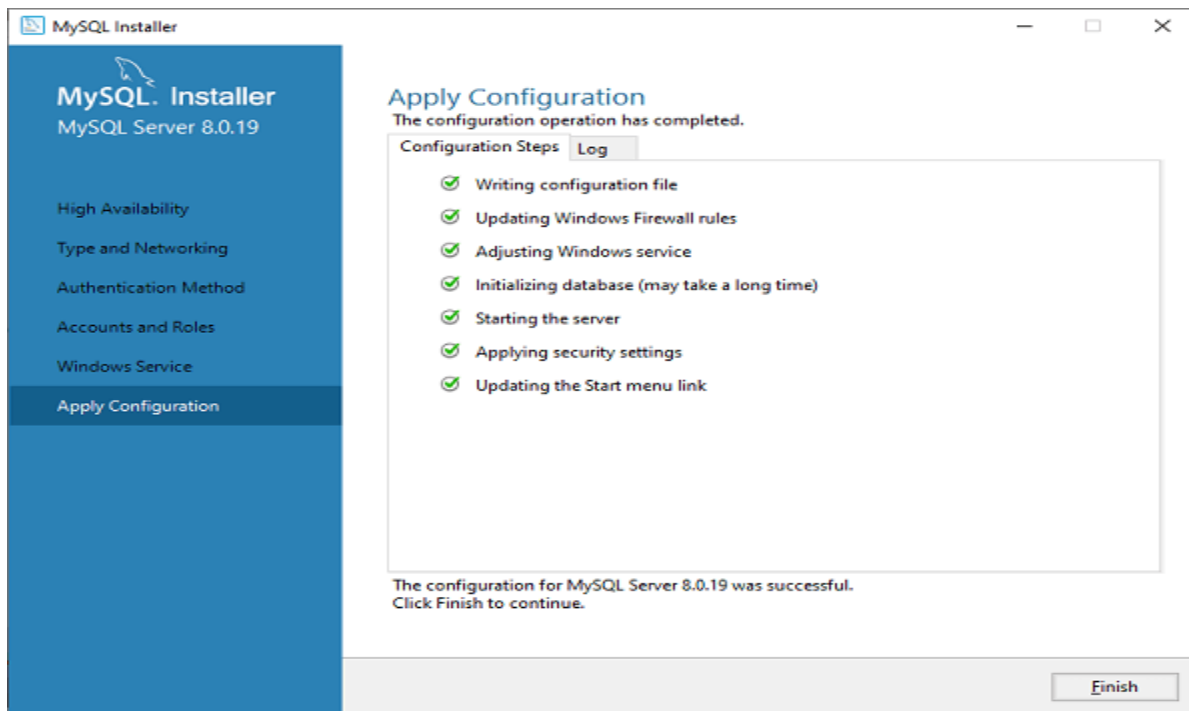 MySQL Installer
MySQL. Installer
MySQL Server 8.0.19
High Availability
Type and Networking
Authentication Method
Accounts and Roles
Windows Service
Apply Configuration
Apply Configuration
The configuration operation has completed.
Configuration Steps Log
Writing configuration file
Updating Windows Firewall rules
Adjusting Windows service
Initializing database (may take a long time)
Starting the server
Applying security settings
Updating the Start menu link
The configuration for MySQL Server 8.0.19 was successful.
Click Finish to continue.
Finish